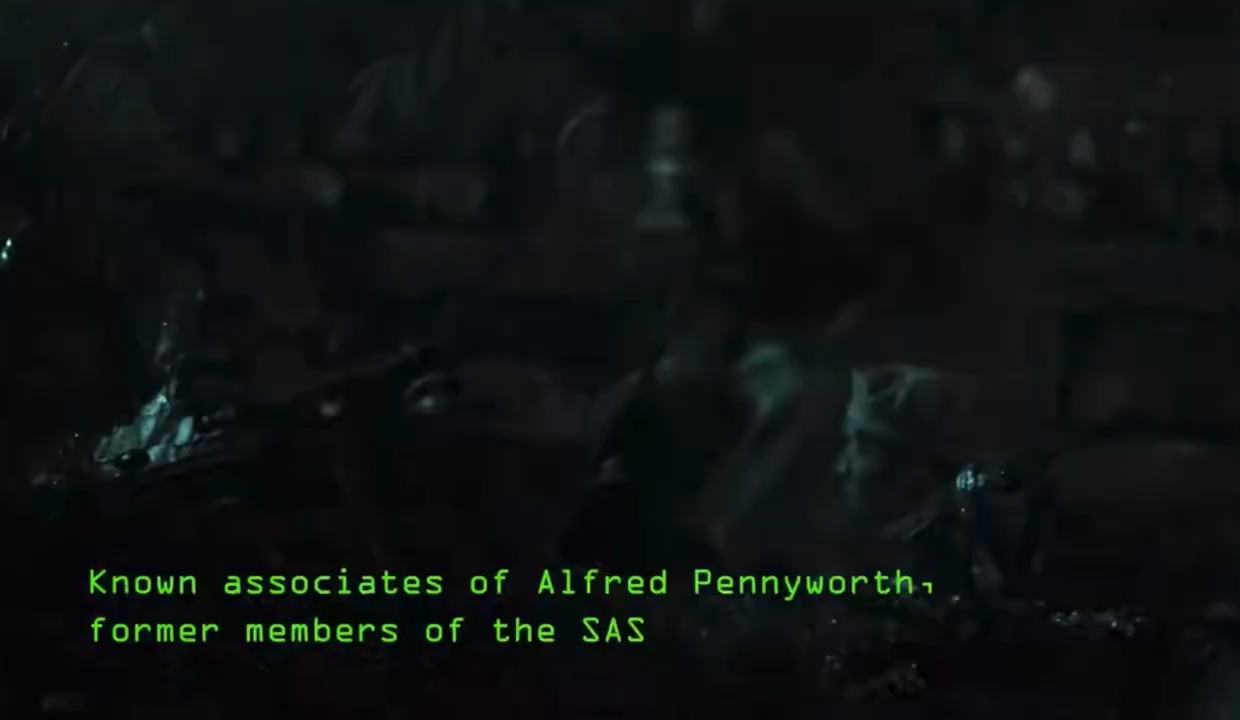 Known associates of Alfred Pennyworth,
former members of the SAS